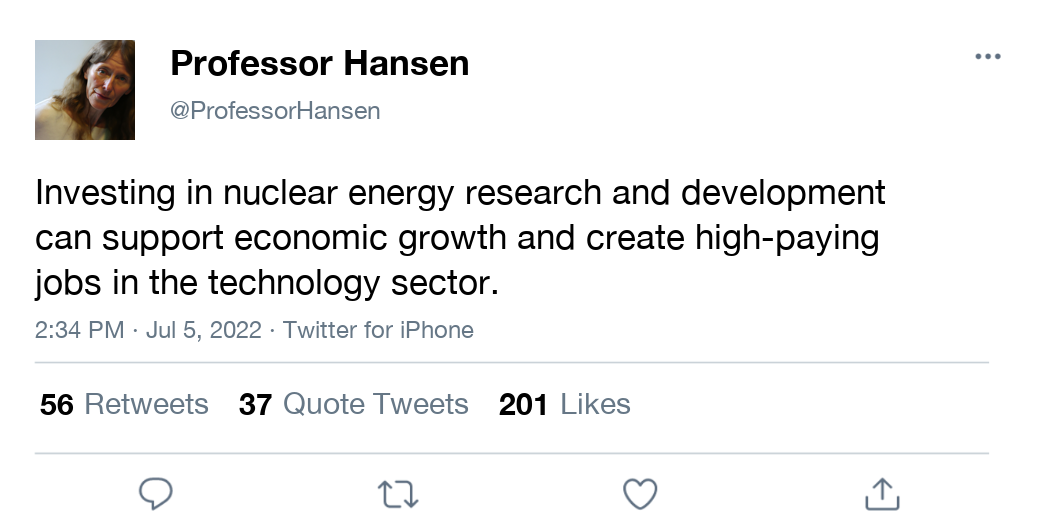 Professor Hansen
@ProfessorHansen
Investing in nuclear energy research and development
can support economic growth and create high-paying
jobs in the technology sector.
2:34 PM · Jul 5, 2022 · Twitter for iPhone
56 Retweets 37 Quote Tweets 201 Likes